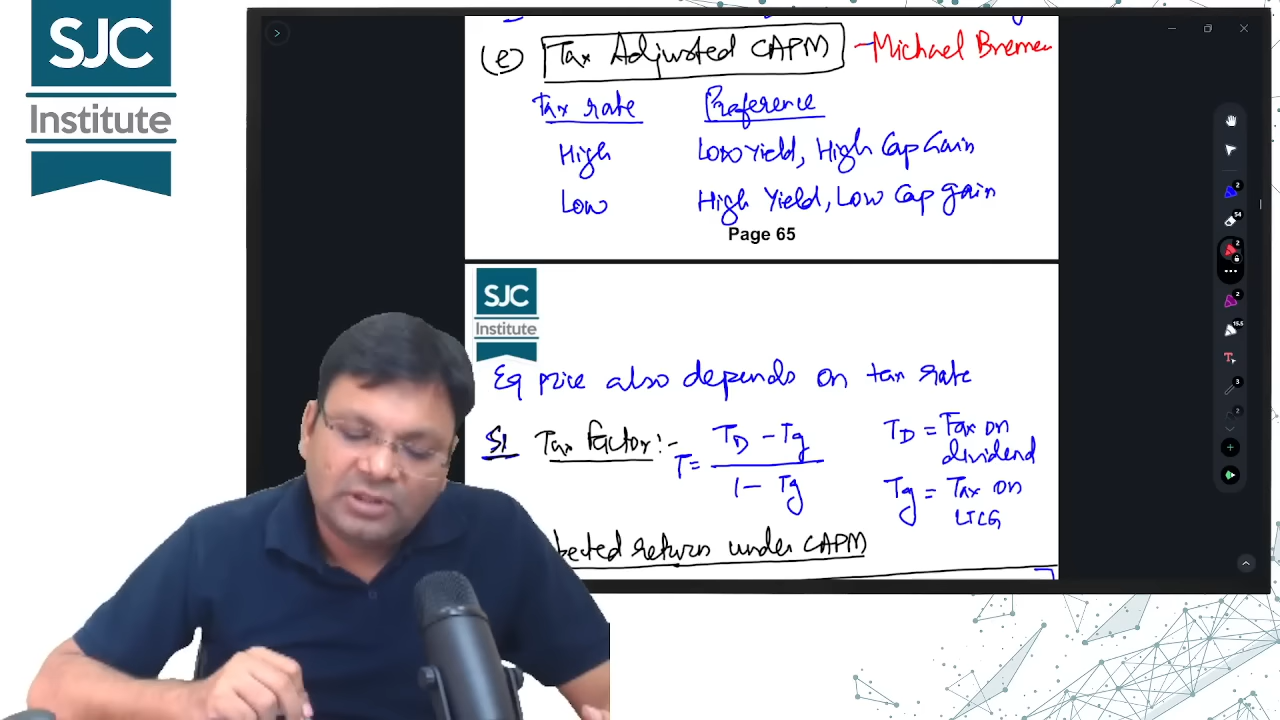 SJC
Institute
(e) Tax Adjusted CAPM - Michael Bremen
Tax rate Preference
High Low Yield, High Cap Gain
Low High Yield, Low Cap gain
Page 65
SJC
Institute
Eq price also depends on tax rate
S1 Tax Factor:- T = TD - Tg / 1 - Tg
TD = Tax on dividend
Tg = Tax on LTCG
pected return under CAPM